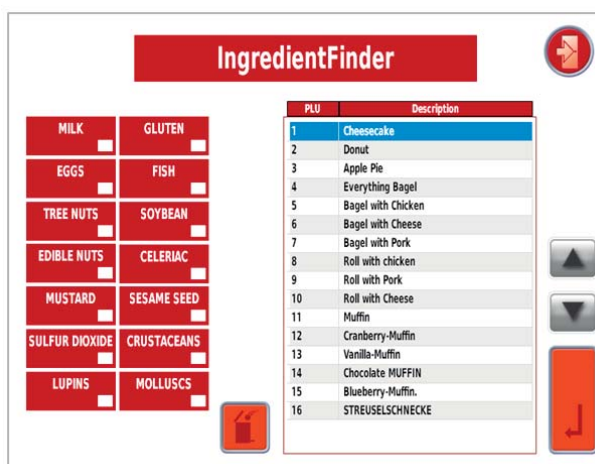 IngredientFinder
MILK GLUTEN
EGGS FISH
TREE NUTS SOYBEAN
EDIBLE NUTS CELERIAC
MUSTARD SESAME SEED
SULFUR DIOXIDE CRUSTACEANS
LUPINS MOLLUSCS
PLU Description
1 Cheesecake
2 Donut
3 Apple Pie
4 Everything Bagel
5 Bagel with Chicken
6 Bagel with Cheese
7 Bagel with Pork
8 Roll with chicken
9 Roll with Pork
10 Roll with Cheese
11 Muffin
12 Cranberry-Muffin
13 Vanilla-Muffin
14 Chocolate MUFFIN
15 Blueberry-Muffin.
16 STREUSELSCHNECKE